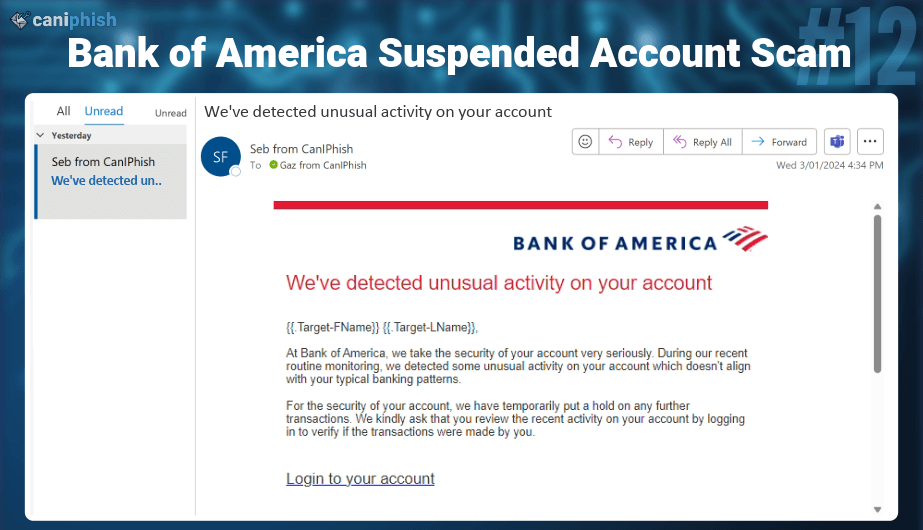 caniphish
#12
Bank of America Suspended Account Scam
All Unread Unread
Yesterday
Seb from CanIPhish
We've detected un..
We've detected unusual activity on your account
SF
Seb from CanIPhish
To Gaz from CanIPhish
Reply Reply All Forward
Wed 3/01/2024 4:34 PM
BANK OF AMERICA
We've detected unusual activity on your account
{{.Target-FName}} {{.Target-LName}},
At Bank of America, we take the security of your account very seriously. During our recent
routine monitoring, we detected some unusual activity on your account which doesn't align
with your typical banking patterns.
For the security of your account, we have temporarily put a hold on any further
transactions. We kindly ask that you review the recent activity on your account by logging
in to verify if the transactions were made by you.
Login to your account